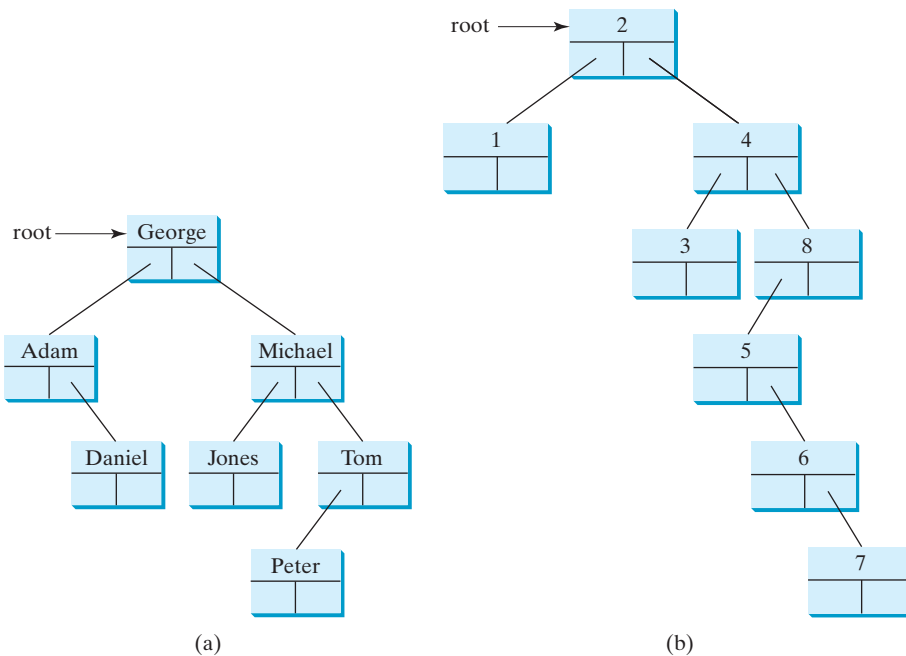 root
George
Adam
Michael
Daniel
Jones
Tom
Peter
(a)
root
2
1
4
3
8
5
6
7
(b)